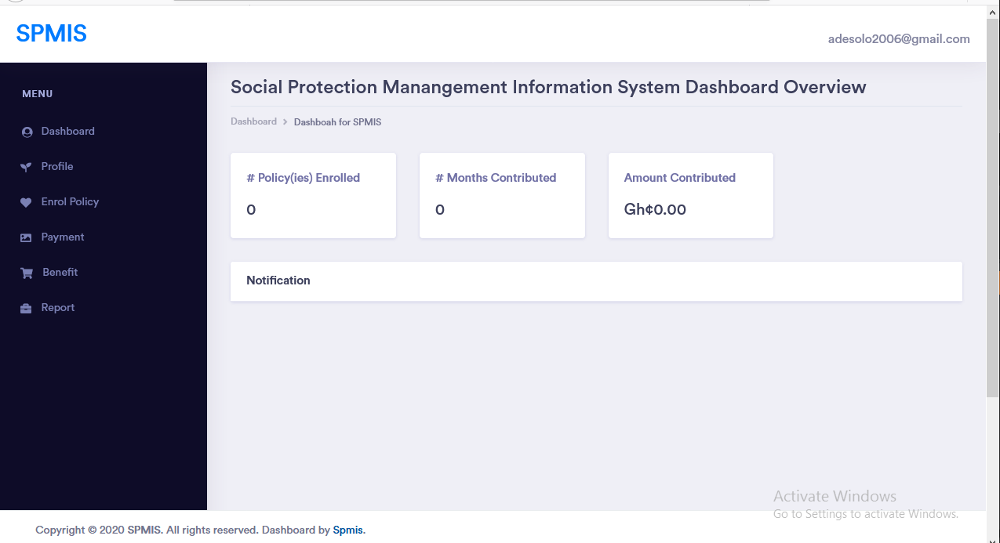 SPMIS
adesolo2006@gmail.com
MENU
Dashboard
Profile
Enrol Policy
Payment
Benefit
Report
Social Protection Manangement Information System Dashboard Overview
Dashboard > Dashboah for SPMIS
# Policy(ies) Enrolled
0
# Months Contributed
0
Amount Contributed
Gh¢0.00
Notification
Activate Windows
Go to Settings to activate Windows.
Copyright © 2020 SPMIS. All rights reserved. Dashboard by Spmis.